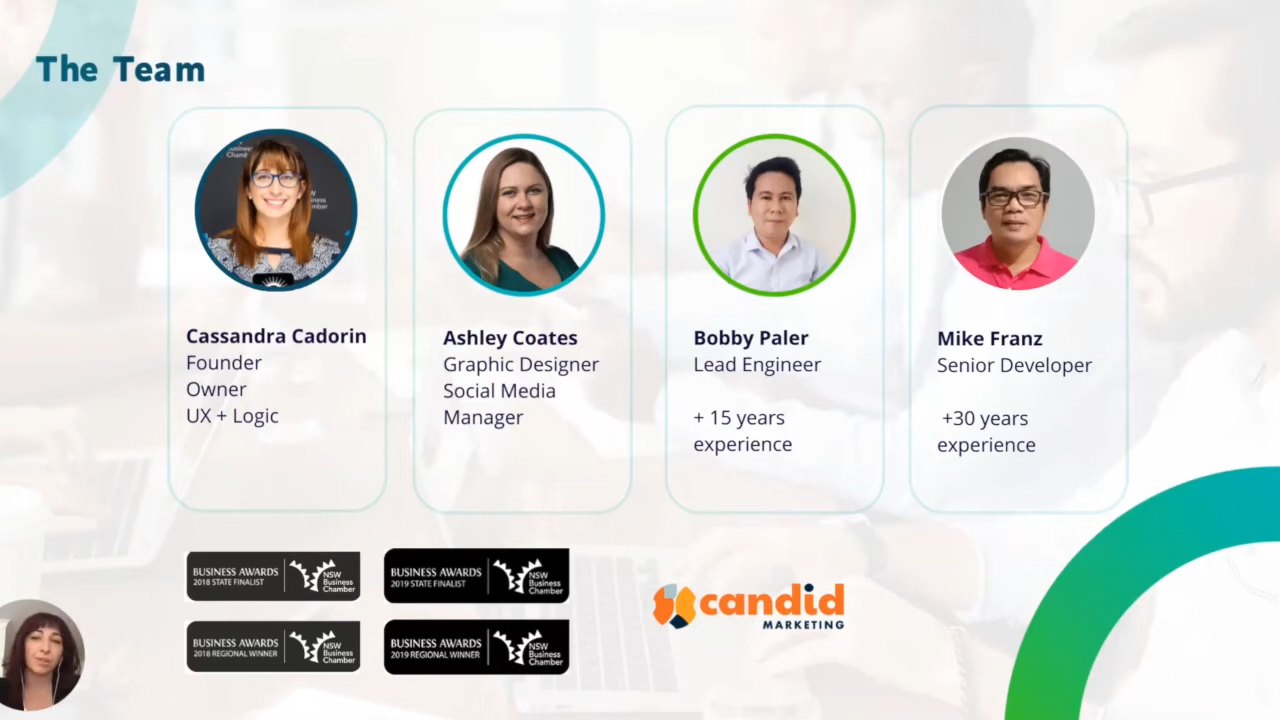 The Team
Business
Chamb
Cassandra Cadorin
Founder
Owner
UX + Logic
Ashley Coates
Graphic Designer
Social Media
Manager
Bobby Paler
Lead Engineer
+ 15 years
experience
Mike Franz
Senior Developer
+30 years
experience
BUSINESS AWARDS
2018 STATE FINALIST
NSW
Business
Chamber
BUSINESS AWARDS
2019 STATE FINALIST
NSW
Business
Chamber
BUSINESS AWARDS
2018 REGIONAL WINNER
NSW
Business
Chamber
BUSINESS AWARDS
2019 REGIONAL WINNER
NSW
Business
Chamber
candid
MARKETING